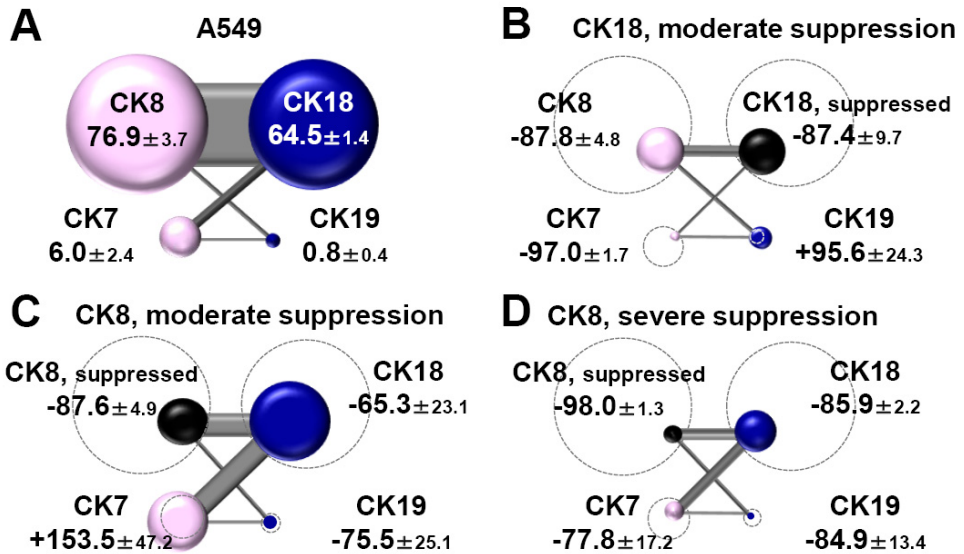 A
A549
CK8
76.9±3.7
CK18
64.5±1.4
CK7
6.0±2.4
CK19
0.8±0.4
B
CK18, moderate suppression
CK8
-87.8±4.8
CK18, suppressed
-87.4±9.7
CK7
-97.0±1.7
CK19
+95.6±24.3
C
CK8, moderate suppression
CK8, suppressed
-87.6±4.9
CK18
-65.3±23.1
CK7
+153.5±47.2
CK19
-75.5±25.1
D
CK8, severe suppression
CK8, suppressed
-98.0±1.3
CK18
-85.9±2.2
CK7
-77.8±17.2
CK19
-84.9±13.4